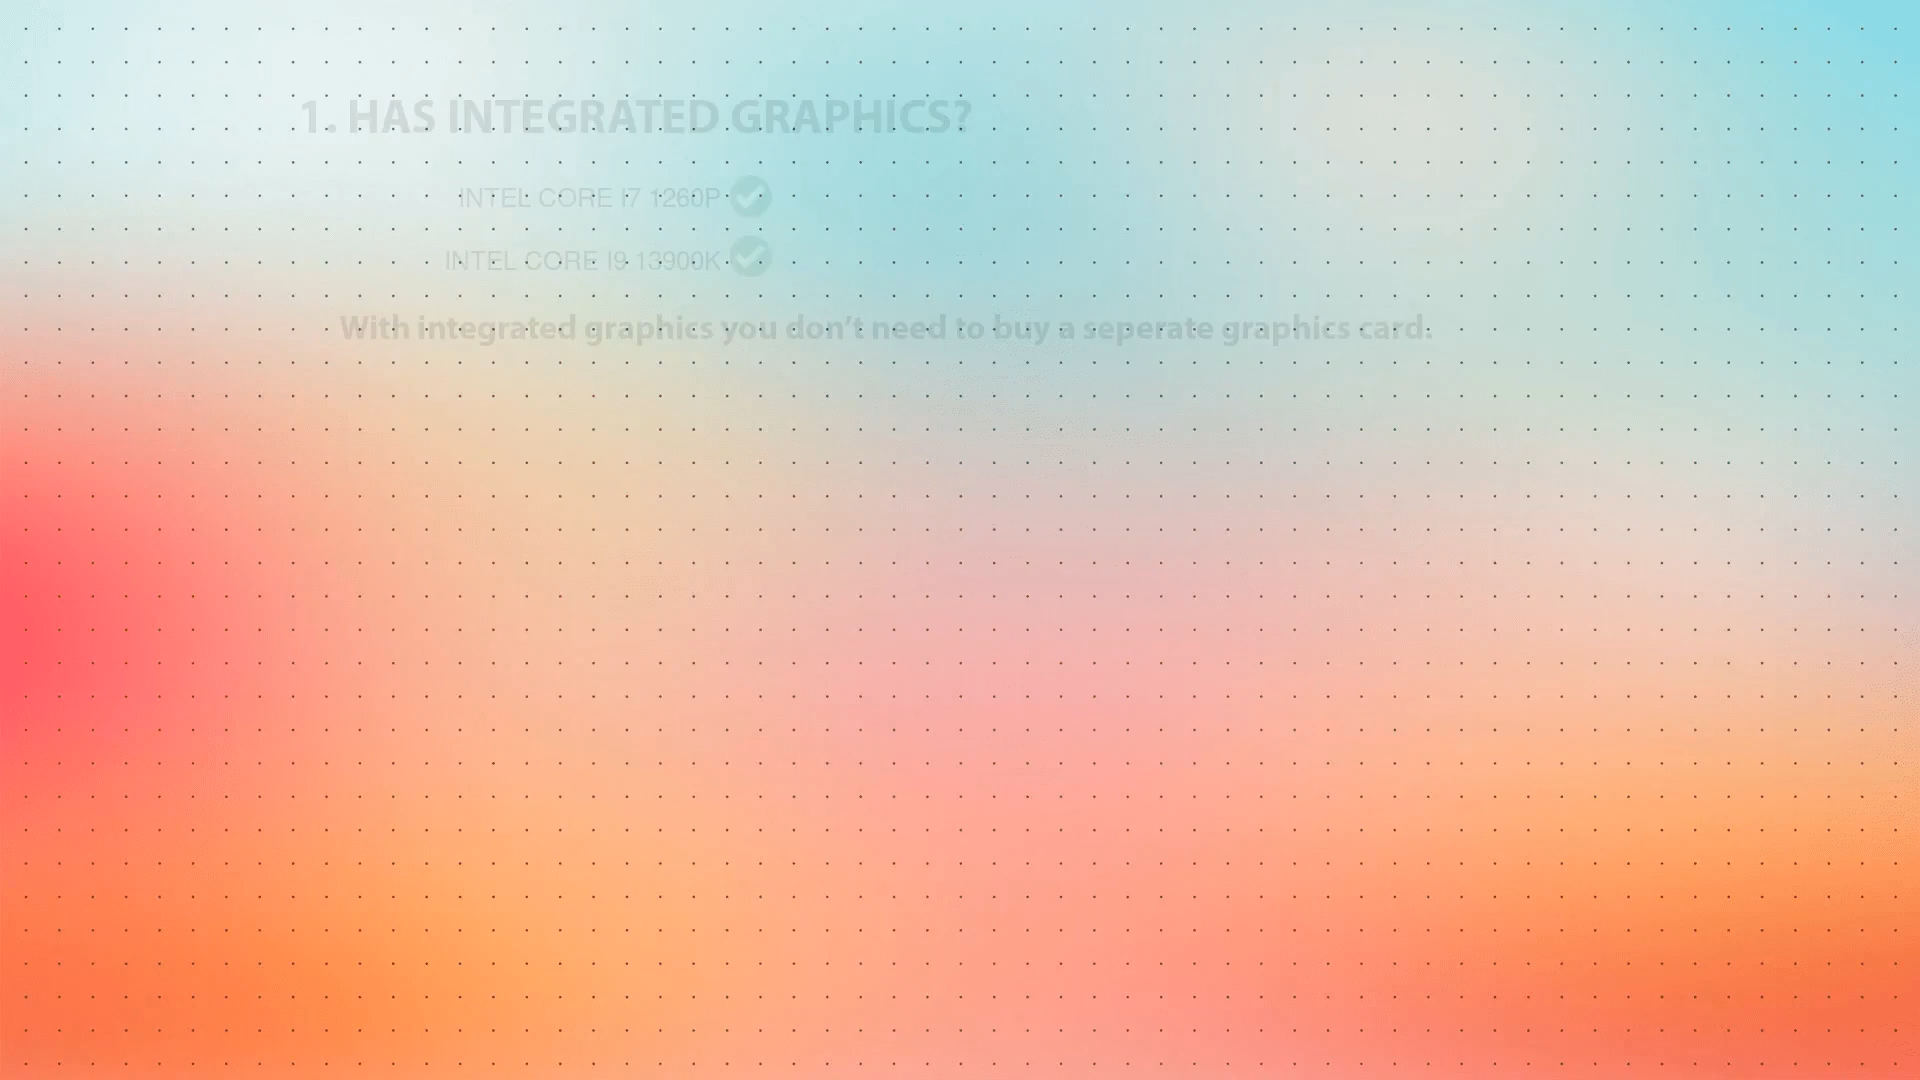 1. HAS INTEGRATED GRAPHICS?
INTEL CORE I7 1260P
INTEL CORE I9 13900K
With integrated graphics you don’t need to buy a seperate graphics card.